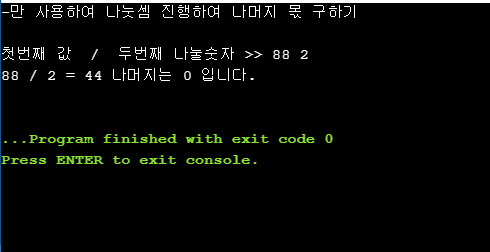 -만 사용하여 나눗셈 진행하여 나머지 몫 구하기
첫번째 값 / 두번째 나눌숫자 >> 88 2
88 / 2 = 44 나머지는 0 입니다.
...Program finished with exit code 0
Press ENTER to exit console.